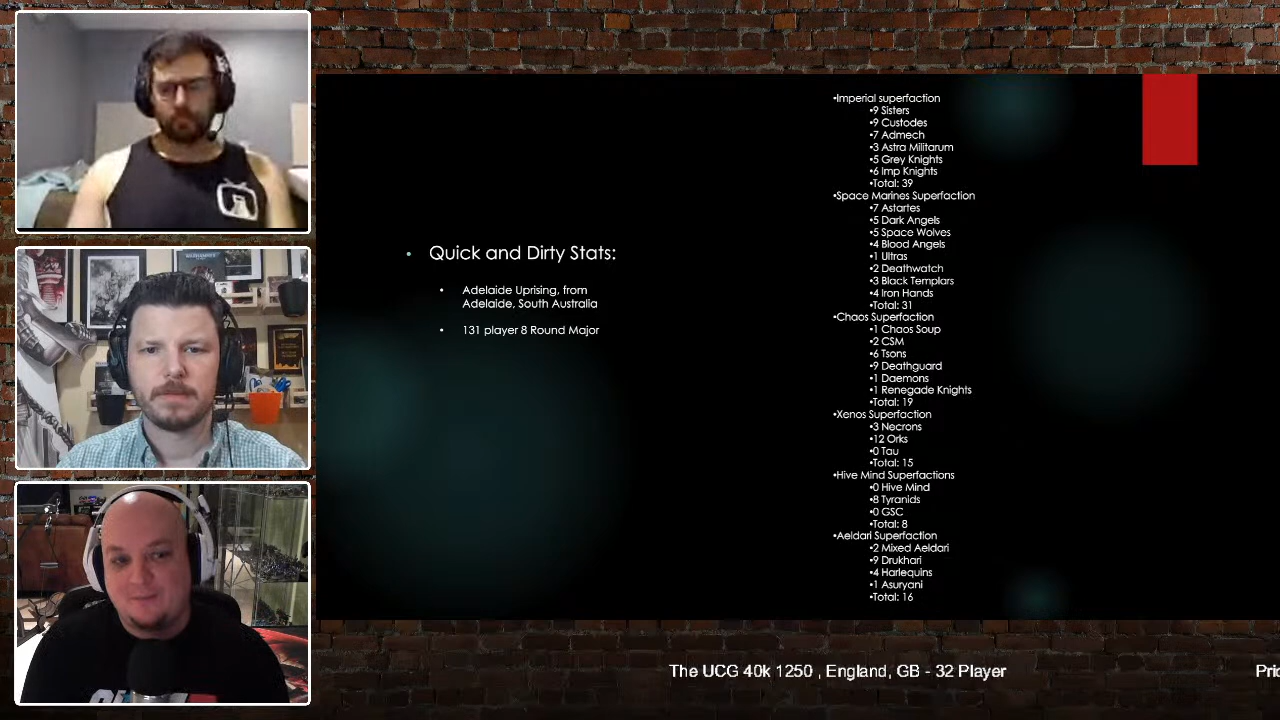 • Quick and Dirty Stats:
• Adelaide Uprising, from
Adelaide, South Australia
• 131 player 8 Round Major
•Imperial superfaction
•9 Sisters
•9 Custodes
•7 Admech
•3 Astra Militarum
•5 Grey Knights
•6 Imp Knights
•Total: 39
•Space Marines Superfaction
•7 Astartes
•5 Dark Angels
•5 Space Wolves
•4 Blood Angels
•1 Ultras
•2 Deathwatch
•3 Black Templars
•4 Iron Hands
•Total: 31
•Chaos Superfaction
•1 Chaos Soup
•2 CSM
•6 Tsons
•9 Deathguard
•1 Daemons
•1 Renegade Knights
•Total: 19
•Xenos Superfaction
•3 Necrons
•12 Orks
•0 Tau
•Total: 15
•Hive Mind Superfactions
•0 Hive Mind
•8 Tyranids
•0 GSC
•Total: 8
•Aeldari Superfaction
•2 Mixed Aeldari
•9 Drukhari
•4 Harlequins
•1 Asuryani
•Total: 16
The UCG 40k 1250 , England, GB - 32 Player